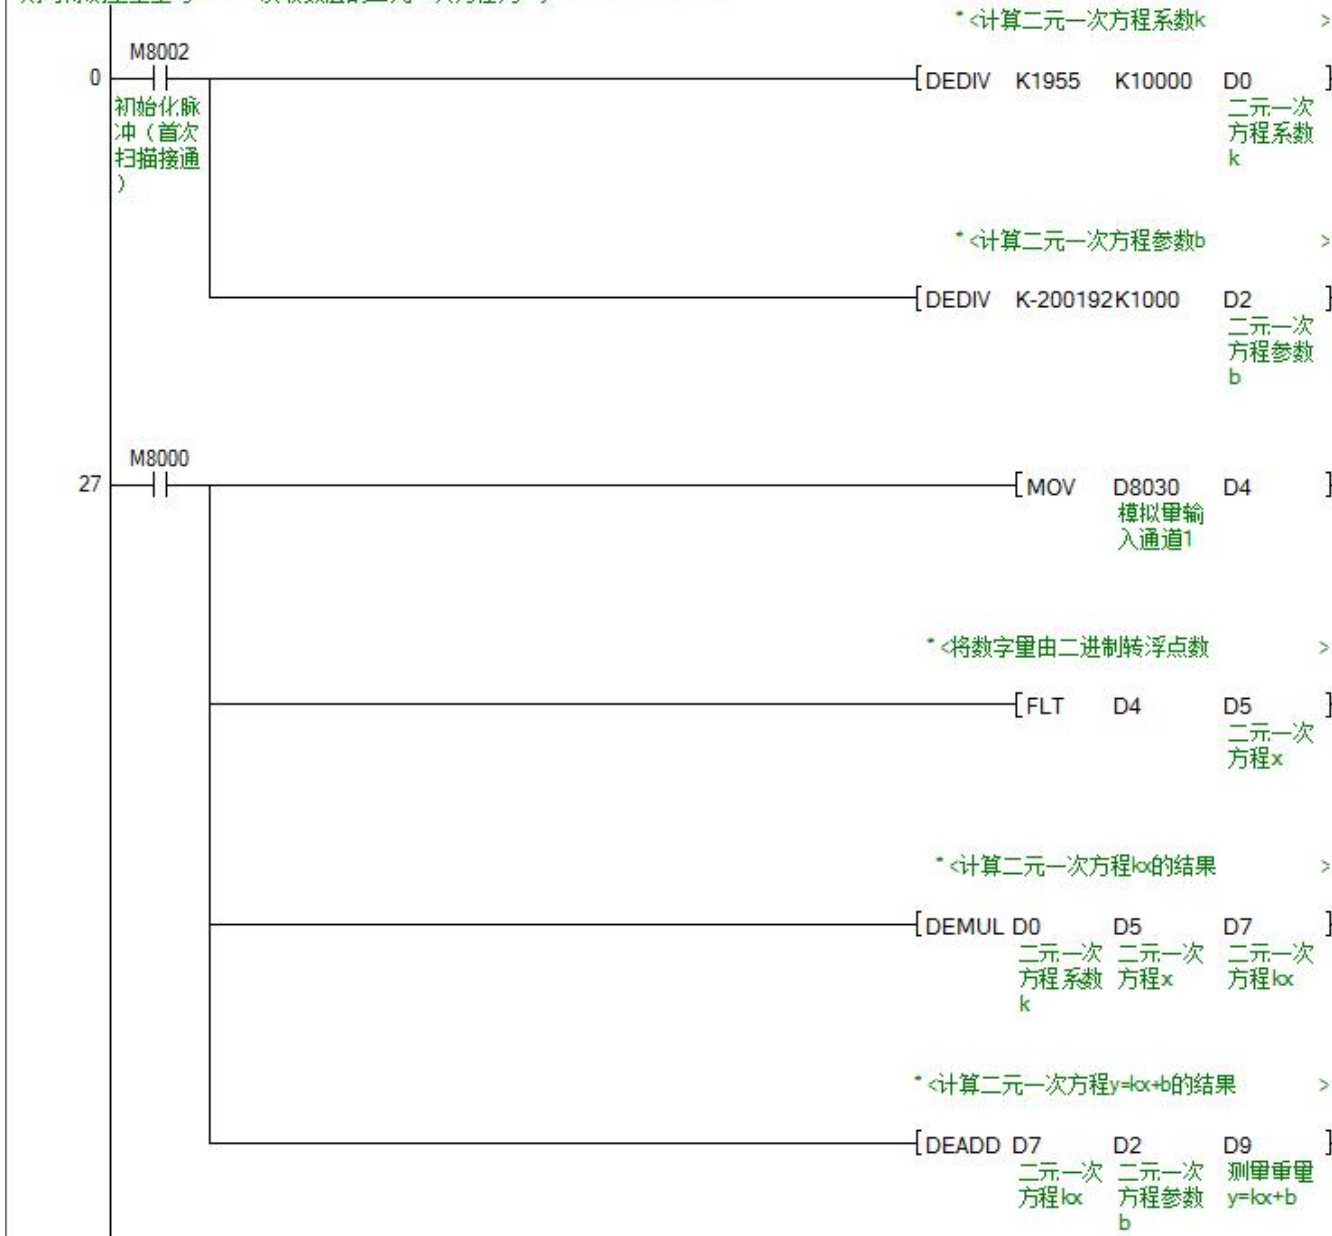 *<计算二元一次方程系数k >
M8002
0 [DEDIV K1955 K10000 D0 ]
初始化脉
冲（首次
扫描接通
）
二元一次
方程系数
k
*<计算二元一次方程参数b >
[DEDIV K-200192K1000 D2 ]
二元一次
方程参数
b
M8000
27 [MOV D8030 D4 ]
模拟量输
入通道1
*<将数字量由二进制转浮点数 >
[FLT D4 D5 ]
二元一次
方程x
*<计算二元一次方程kx的结果 >
[DEMUL D0 D5 D7 ]
二元一次 二元一次 二元一次
方程系数 方程x 方程kx
k
*<计算二元一次方程y=kx+b的结果 >
[DEADD D7 D2 D9 ]
二元一次 二元一次 测量重量
方程kx 方程参数 y=kx+b
b